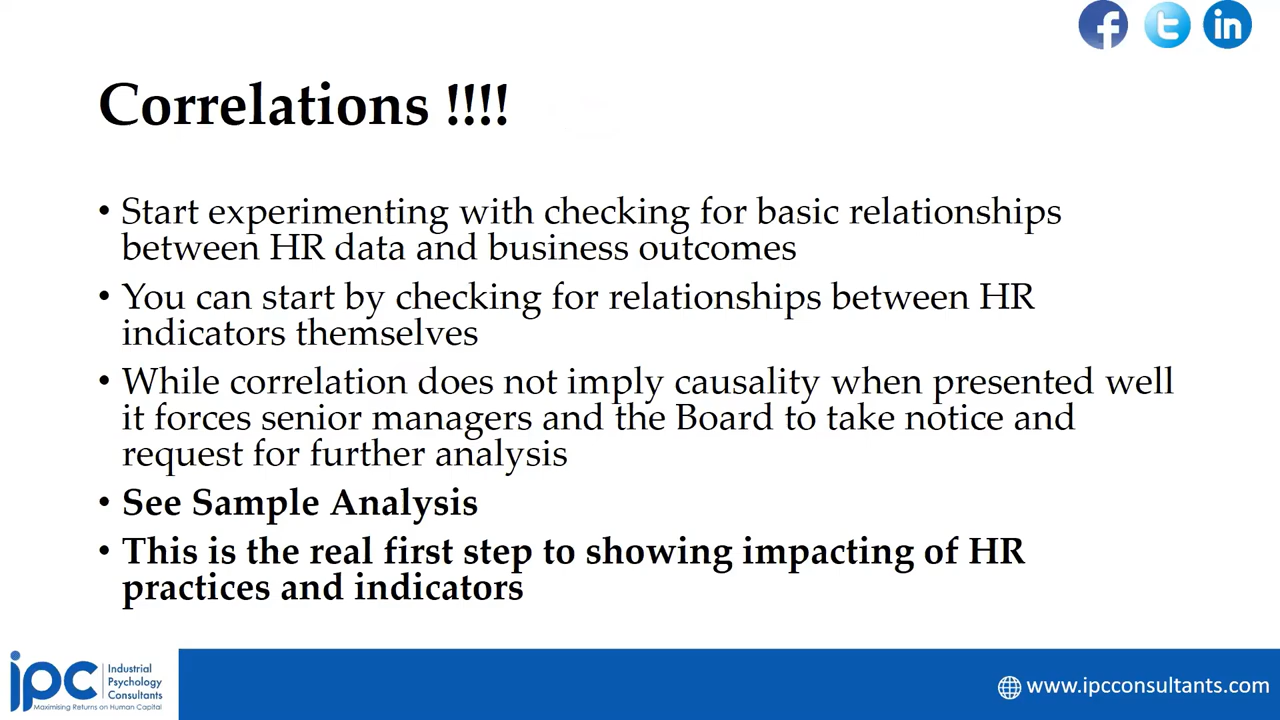 Correlations !!!!
• Start experimenting with checking for basic relationships
between HR data and business outcomes
• You can start by checking for relationships between HR
indicators themselves
• While correlation does not imply causality when presented well
it forces senior managers and the Board to take notice and
request for further analysis
• See Sample Analysis
• This is the real first step to showing impacting of HR
practices and indicators
ipc
Industrial
Psychology
Consultants
Maximising Returns on Human Capital
www.ipcconsultants.com